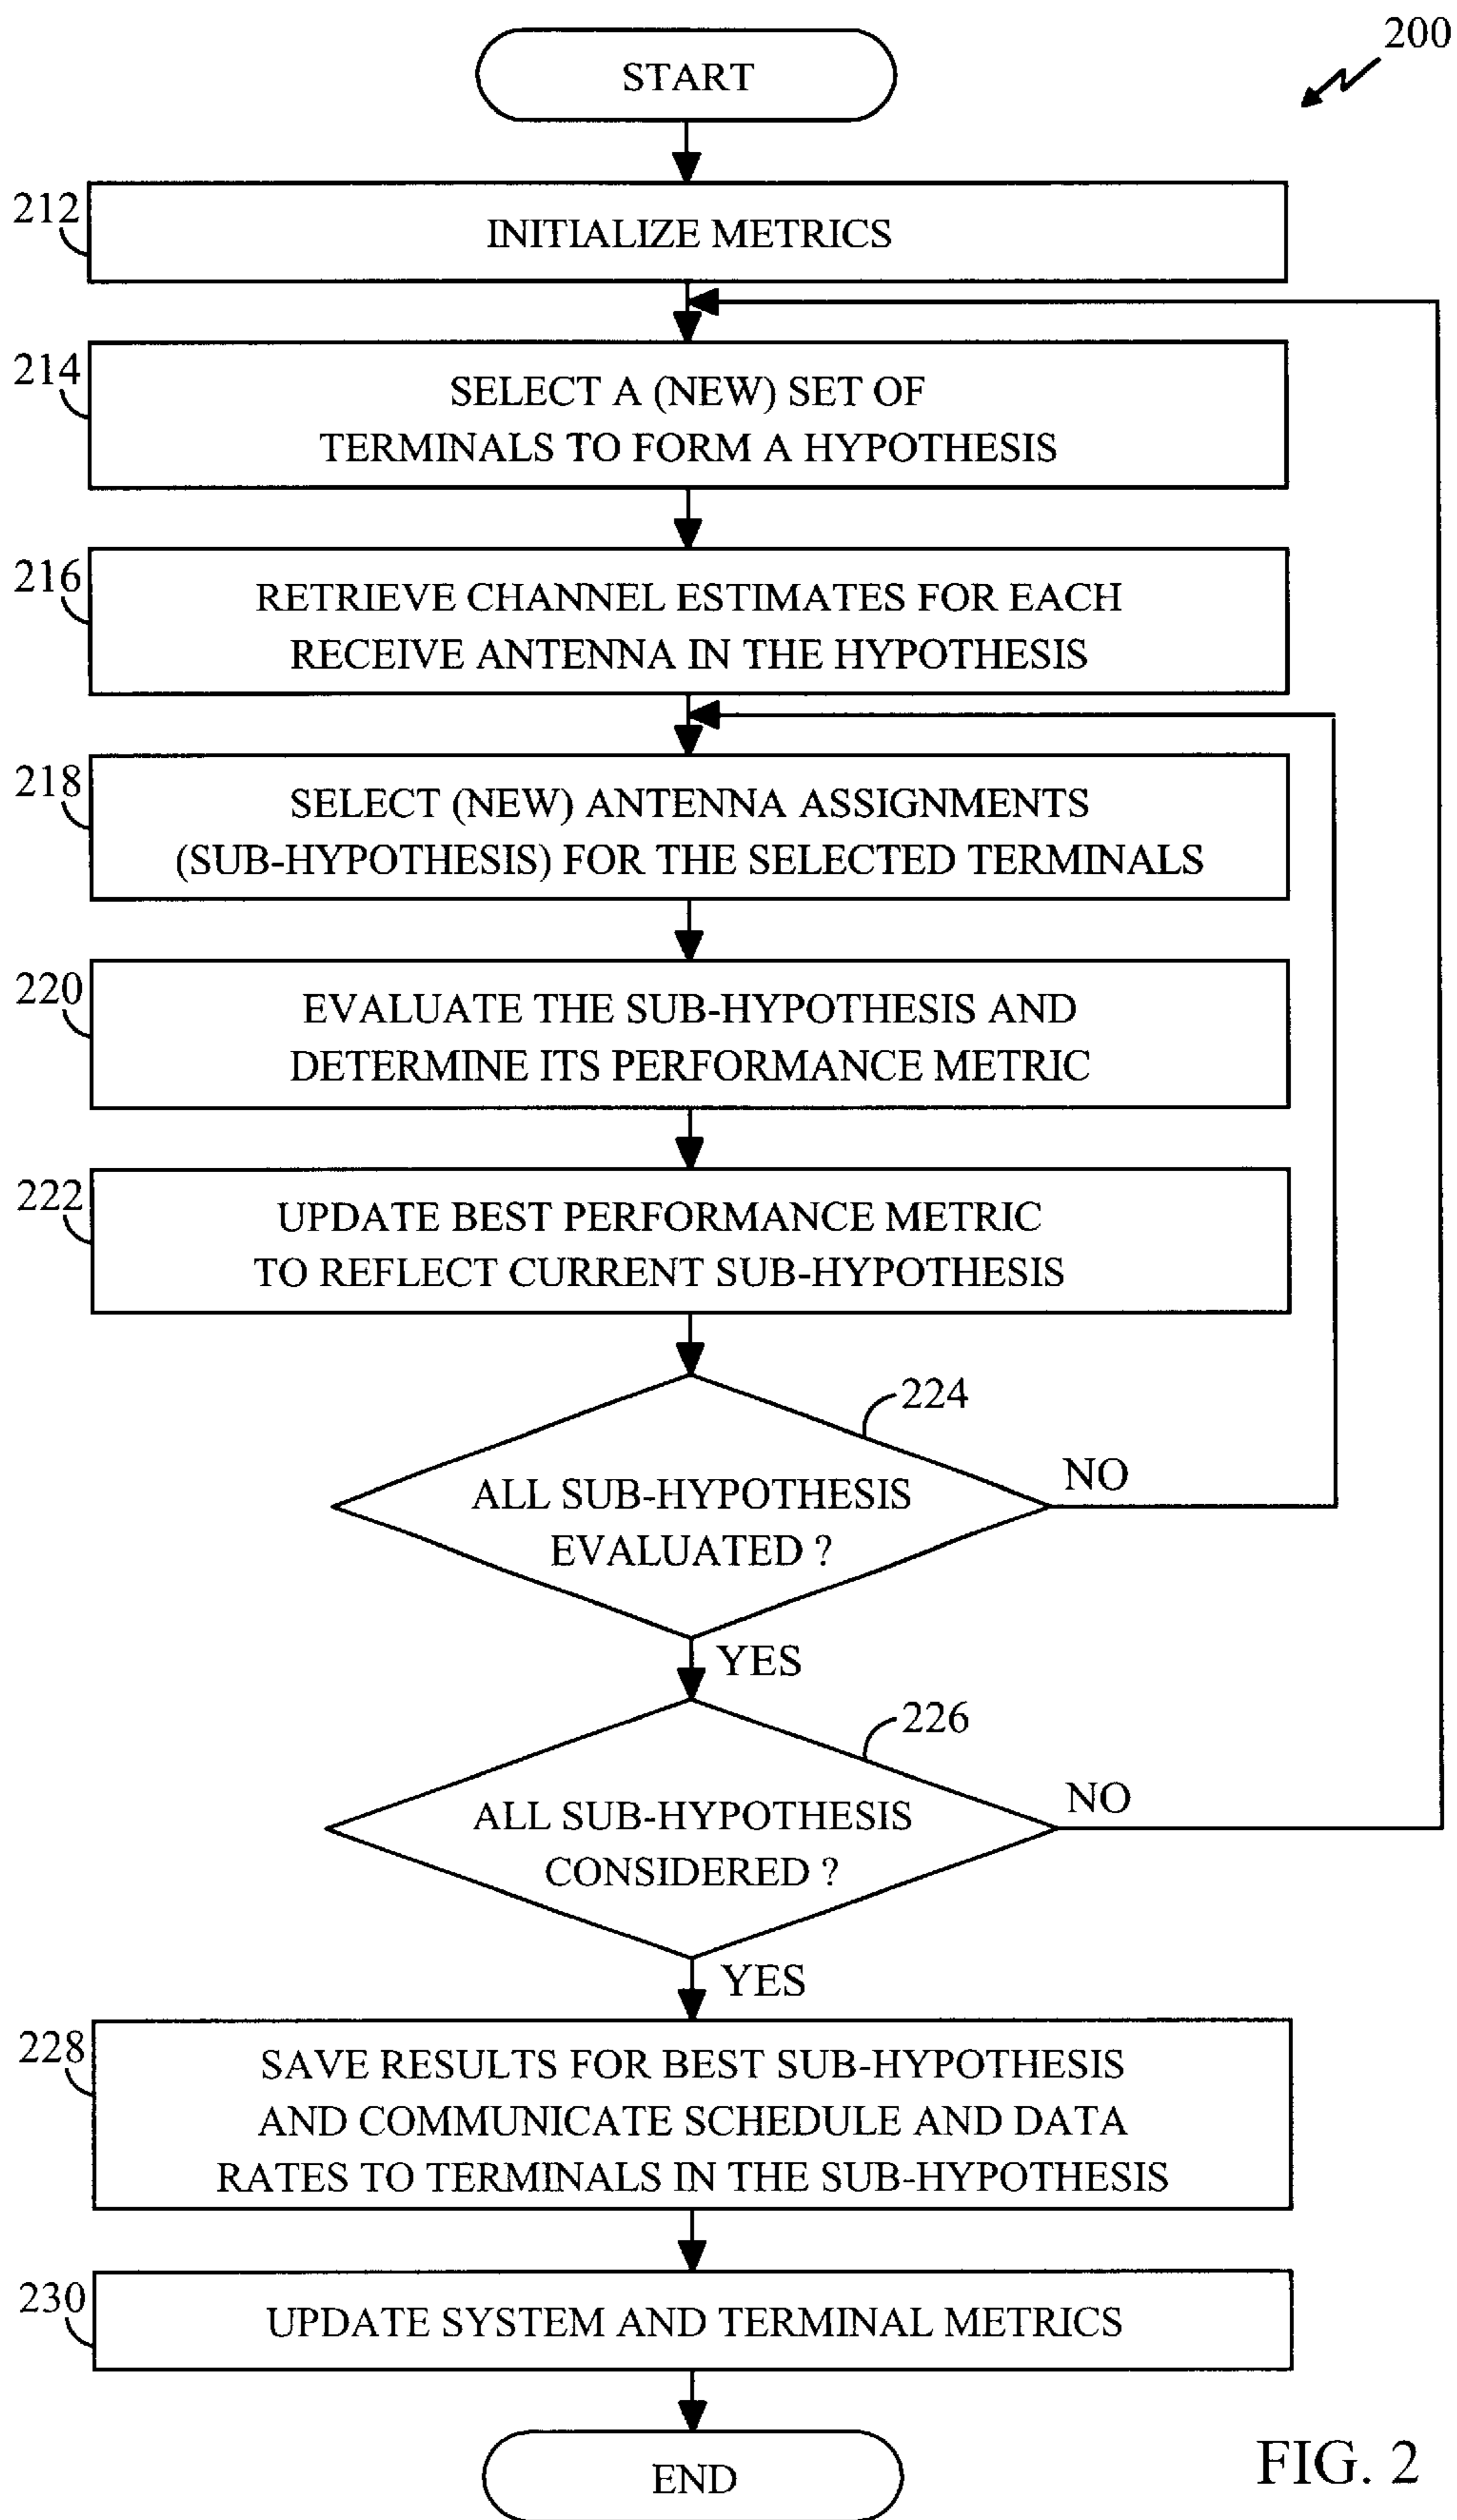 200
START
212
INITIALIZE METRICS
214
SELECT A (NEW) SET OF
TERMINALS TO FORM A HYPOTHESIS
216
RETRIEVE CHANNEL ESTIMATES FOR EACH
RECEIVE ANTENNA IN THE HYPOTHESIS
218
SELECT (NEW) ANTENNA ASSIGNMENTS
(SUB-HYPOTHESIS) FOR THE SELECTED TERMINALS
220
EVALUATE THE SUB-HYPOTHESIS AND
DETERMINE ITS PERFORMANCE METRIC
222
UPDATE BEST PERFORMANCE METRIC
TO REFLECT CURRENT SUB-HYPOTHESIS
224
ALL SUB-HYPOTHESIS
EVALUATED ?
NO
YES
226
ALL SUB-HYPOTHESIS
CONSIDERED ?
NO
YES
228
SAVE RESULTS FOR BEST SUB-HYPOTHESIS
AND COMMUNICATE SCHEDULE AND DATA
RATES TO TERMINALS IN THE SUB-HYPOTHESIS
230
UPDATE SYSTEM AND TERMINAL METRICS
END
FIG. 2